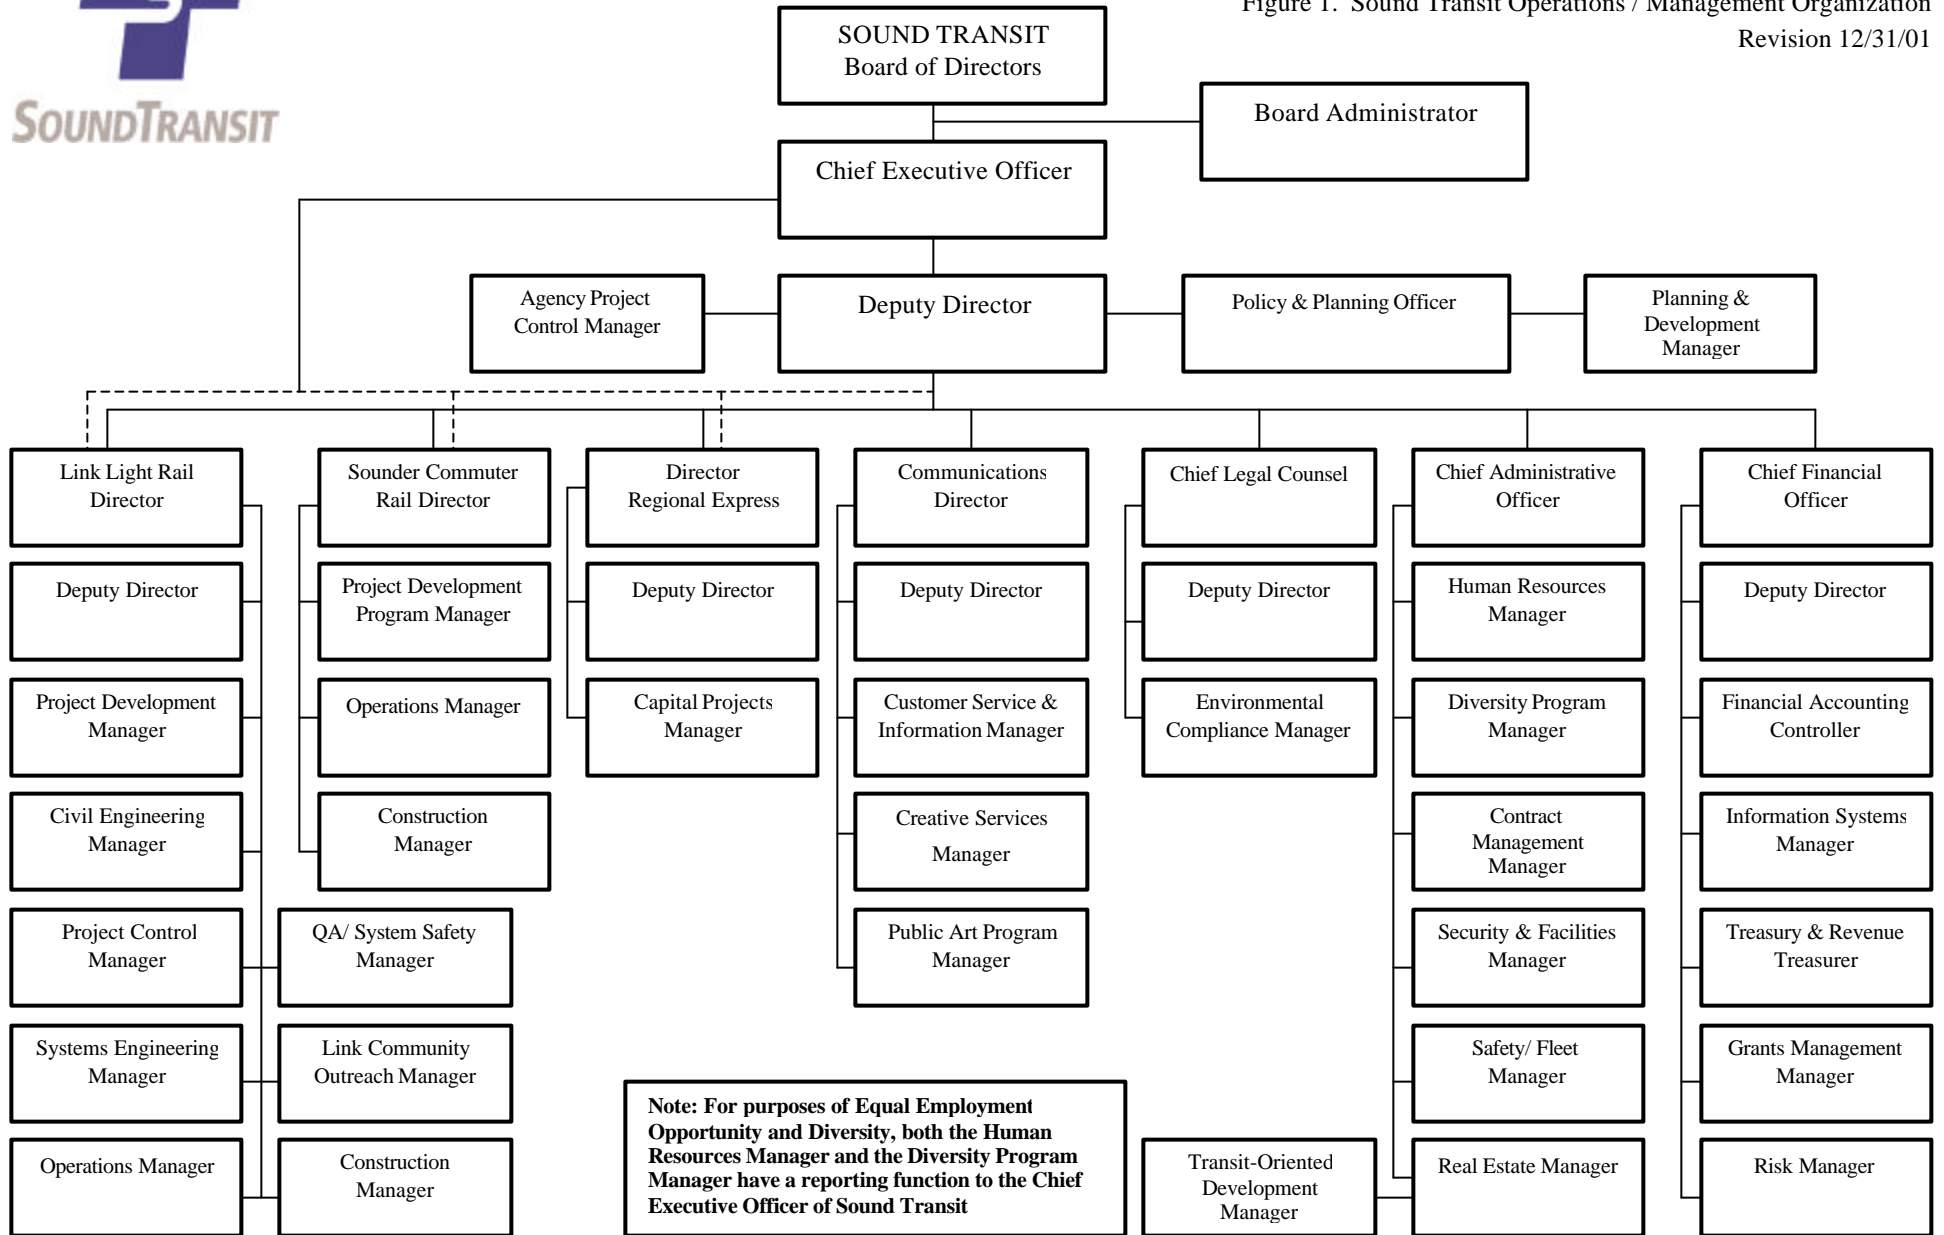 Figure 1. Sound Transit Operations / Management Organization
Revision 12/31/01
SOUNDTRANSIT
SOUND TRANSIT
Board of Directors
Board Administrator
Chief Executive Officer
Agency Project
Control Manager
Deputy Director
Policy & Planning Officer
Planning &
Development
Manager
Link Light Rail
Director
Sounder Commuter
Rail Director
Director
Regional Express
Communications
Director
Chief Legal Counsel
Chief Administrative
Officer
Chief Financial
Officer
Deputy Director
Project Development
Program Manager
Deputy Director
Deputy Director
Deputy Director
Human Resources
Manager
Deputy Director
Project Development
Manager
Operations Manager
Capital Projects
Manager
Customer Service &
Information Manager
Environmental
Compliance Manager
Diversity Program
Manager
Financial Accounting
Controller
Civil Engineering
Manager
Construction
Manager
Creative Services
Manager
Contract
Management
Manager
Information Systems
Manager
Project Control
Manager
QA/ System Safety
Manager
Public Art Program
Manager
Security & Facilities
Manager
Treasury & Revenue
Treasurer
Systems Engineering
Manager
Link Community
Outreach Manager
Safety/ Fleet
Manager
Grants Management
Manager
Operations Manager
Construction
Manager
Note: For purposes of Equal Employment
Opportunity and Diversity, both the Human
Resources Manager and the Diversity Program
Manager have a reporting function to the Chief
Executive Officer of Sound Transit
Transit-Oriented
Development
Manager
Real Estate Manager
Risk Manager